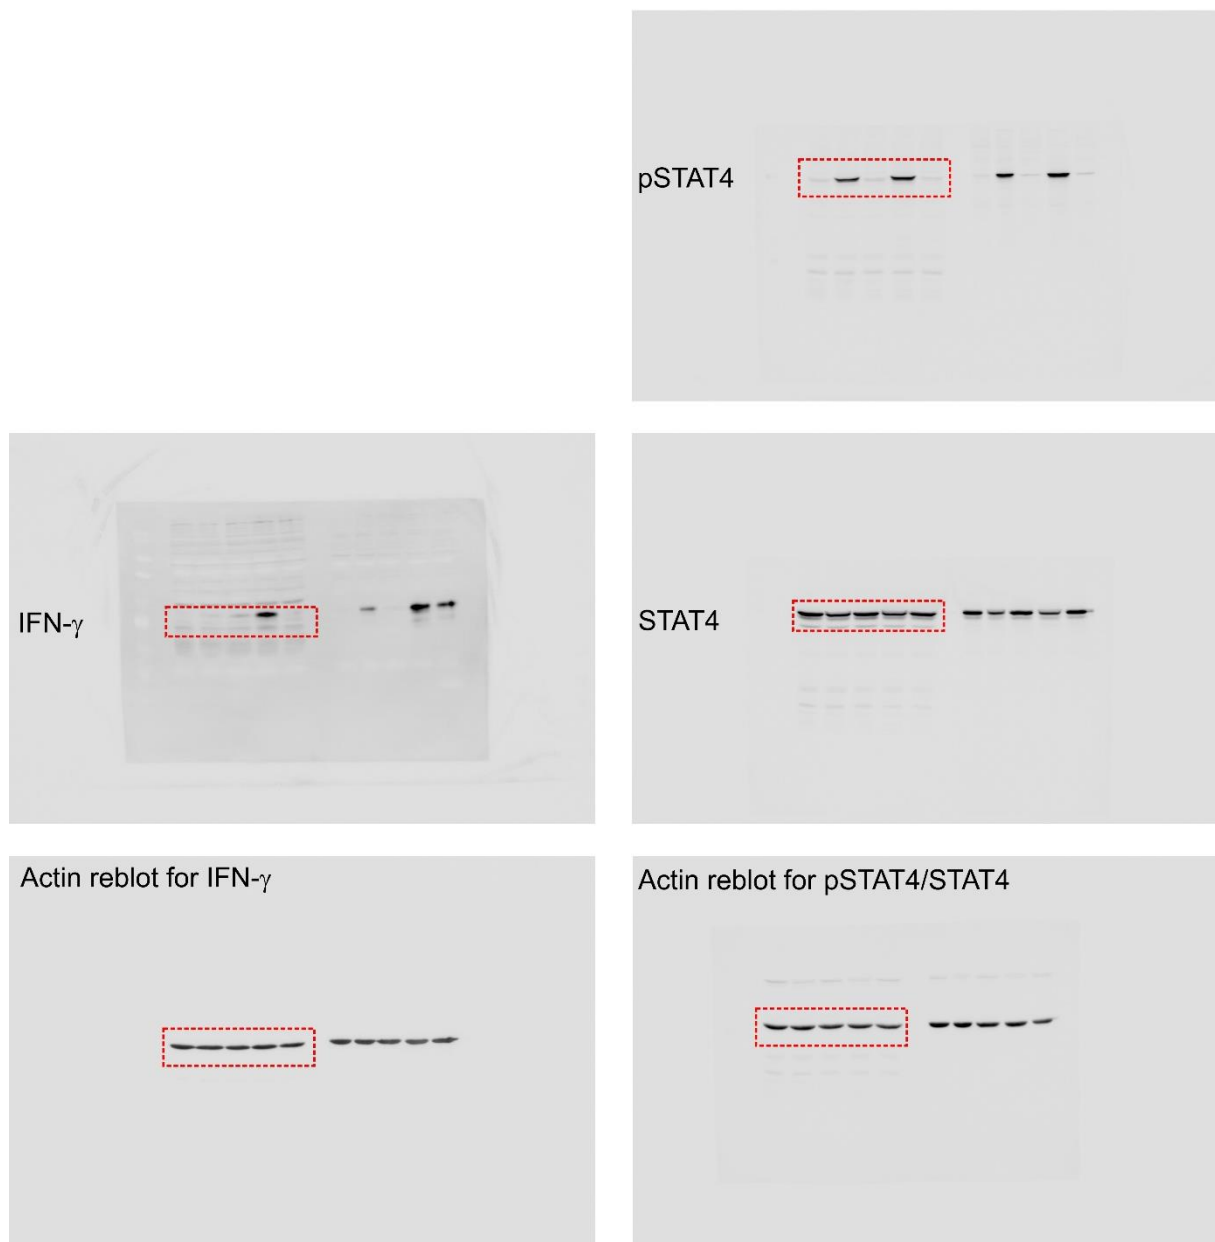 pSTAT4
IFN-γ
STAT4
Actin reblot for IFN-γ
Actin reblot for pSTAT4/STAT4